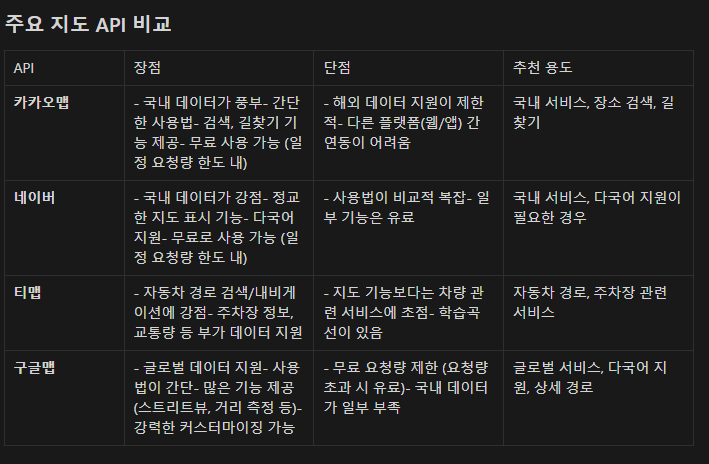 주요 지도 API 비교
API
장점
단점
추천 용도
카카오맵
- 국내 데이터가 풍부- 간단
한 사용법- 검색, 길찾기 기
능 제공- 무료 사용 가능 (일
정 요청량 한도 내)
- 해외 데이터 지원이 제한
적- 다른 플랫폼(웹/앱) 간
연동이 어려움
국내 서비스, 장소 검색, 길
찾기
네이버
- 국내 데이터가 강점- 정교
한 지도 표시 기능- 다국어
지원- 무료로 사용 가능 (일
정 요청량 한도 내)
- 사용법이 비교적 복잡- 일
부 기능은 유료
국내 서비스, 다국어 지원이
필요한 경우
티맵
- 자동차 경로 검색/내비게
이션에 강점- 주차장 정보,
교통량 등 부가 데이터 지원
- 지도 기능보다는 차량 관
련 서비스에 초점- 학습곡
선이 있음
자동차 경로, 주차장 관련
서비스
구글맵
- 글로벌 데이터 지원- 사용
법이 간단- 많은 기능 제공
(스트리트뷰, 거리 측정 등)-
강력한 커스터마이징 가능
- 무료 요청량 제한 (요청량
초과 시 유료)- 국내 데이터
가 일부 부족
글로벌 서비스, 다국어 지
원, 상세 경로